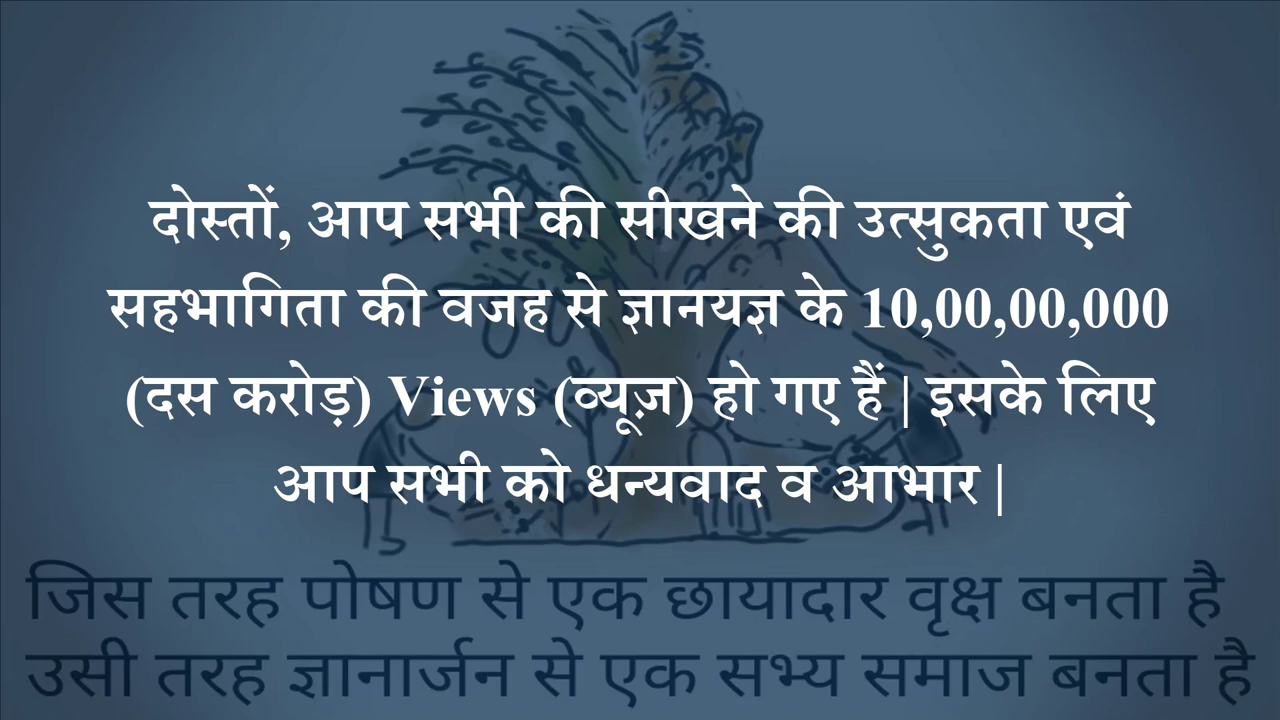 दोस्तों, आप सभी की सीखने की उत्सुकता एवं
सहभागिता की वजह से ज्ञानयज्ञ के 10,00,00,000
(दस करोड़) Views (व्यूज़) हो गए हैं | इसके लिए
आप सभी को धन्यवाद व आभार |
जिस तरह पोषण से एक छायादार वृक्ष बनता है
उसी तरह ज्ञानार्जन से एक सभ्य समाज बनता है